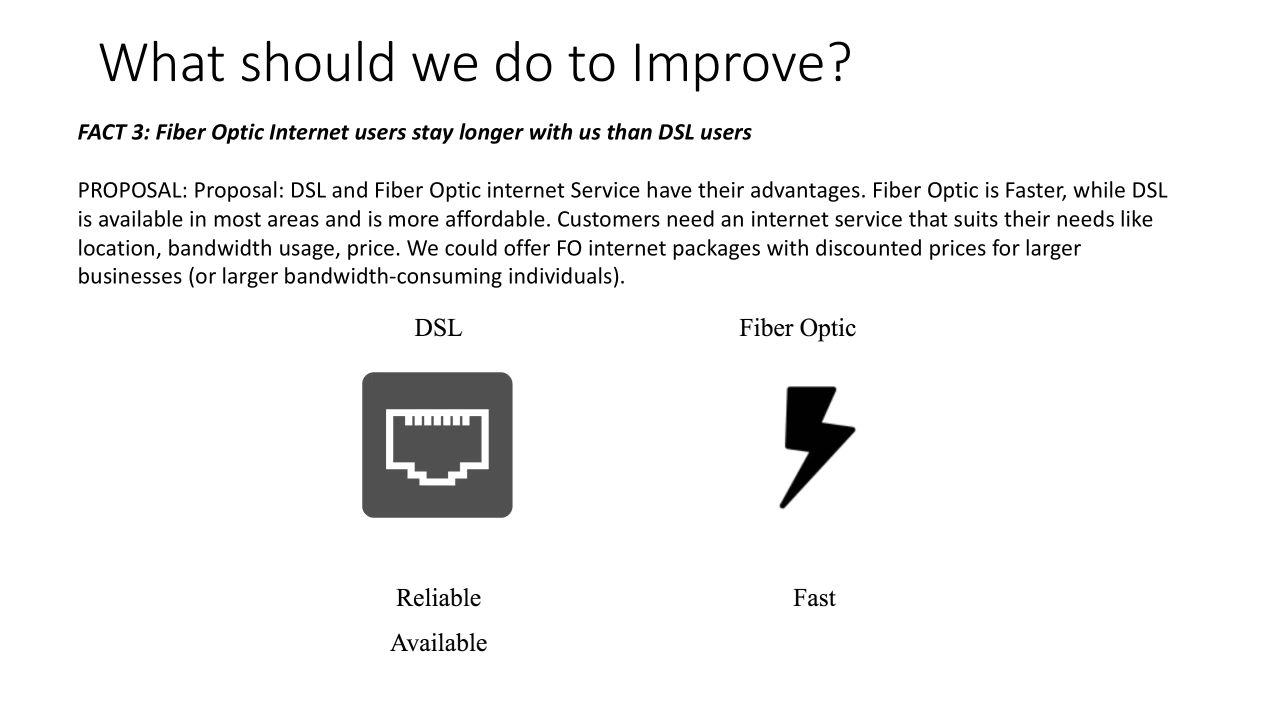 What should we do to Improve?
FACT 3: Fiber Optic Internet users stay longer with us than DSL users
PROPOSAL: Proposal: DSL and Fiber Optic internet Service have their advantages. Fiber Optic is Faster, while DSL
is available in most areas and is more affordable. Customers need an internet service that suits their needs like
location, bandwidth usage, price. We could offer FO internet packages with discounted prices for larger
businesses (or larger bandwidth-consuming individuals).
DSL
Fiber Optic
Reliable
Fast
Available